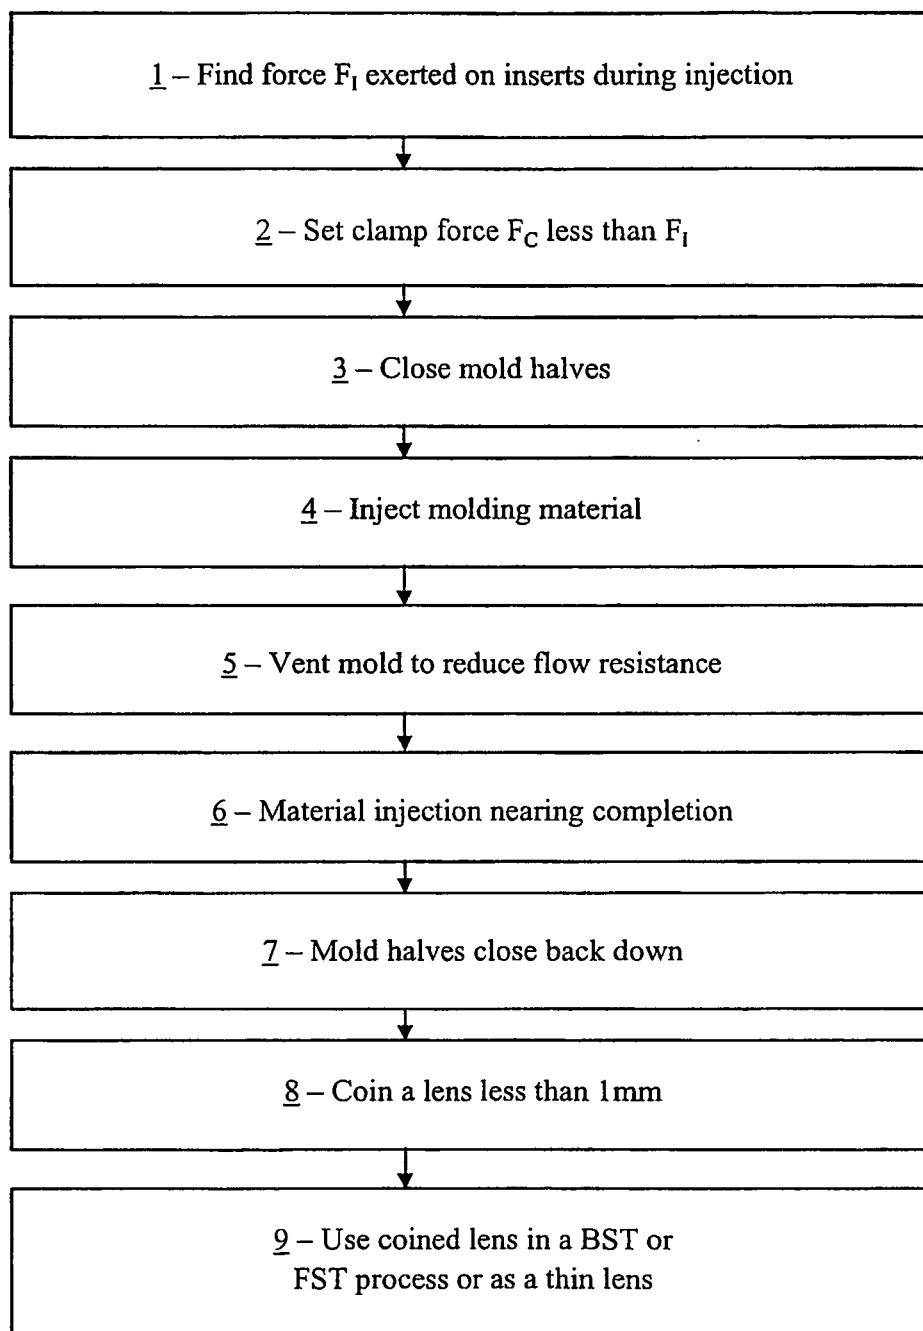 1 – Find force FI exerted on inserts during injection
2 – Set clamp force FC less than FI
3 – Close mold halves
4 – Inject molding material
5 – Vent mold to reduce flow resistance
6 – Material injection nearing completion
7 – Mold halves close back down
8 – Coin a lens less than 1mm
9 – Use coined lens in a BST or
FST process or as a thin lens